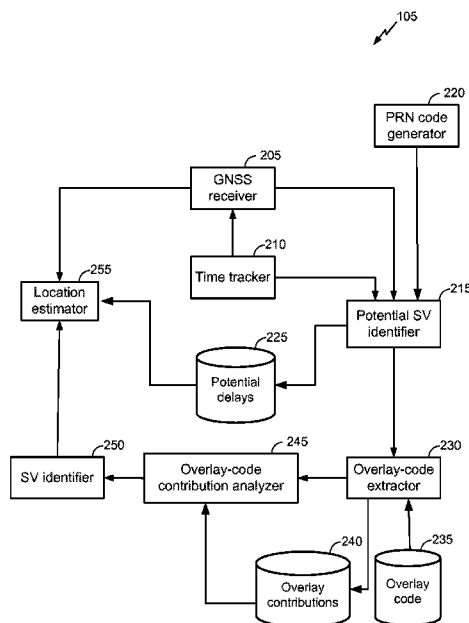 105
220
PRN code
generator
205
GNSS
receiver
210
Time tracker
255
Location
estimator
215
Potential SV
identifier
225
Potential
delays
250
SV identifier
245
Overlay-code
contribution analyzer
230
Overlay-code
extractor
240
Overlay
contributions
235
Overlay
code